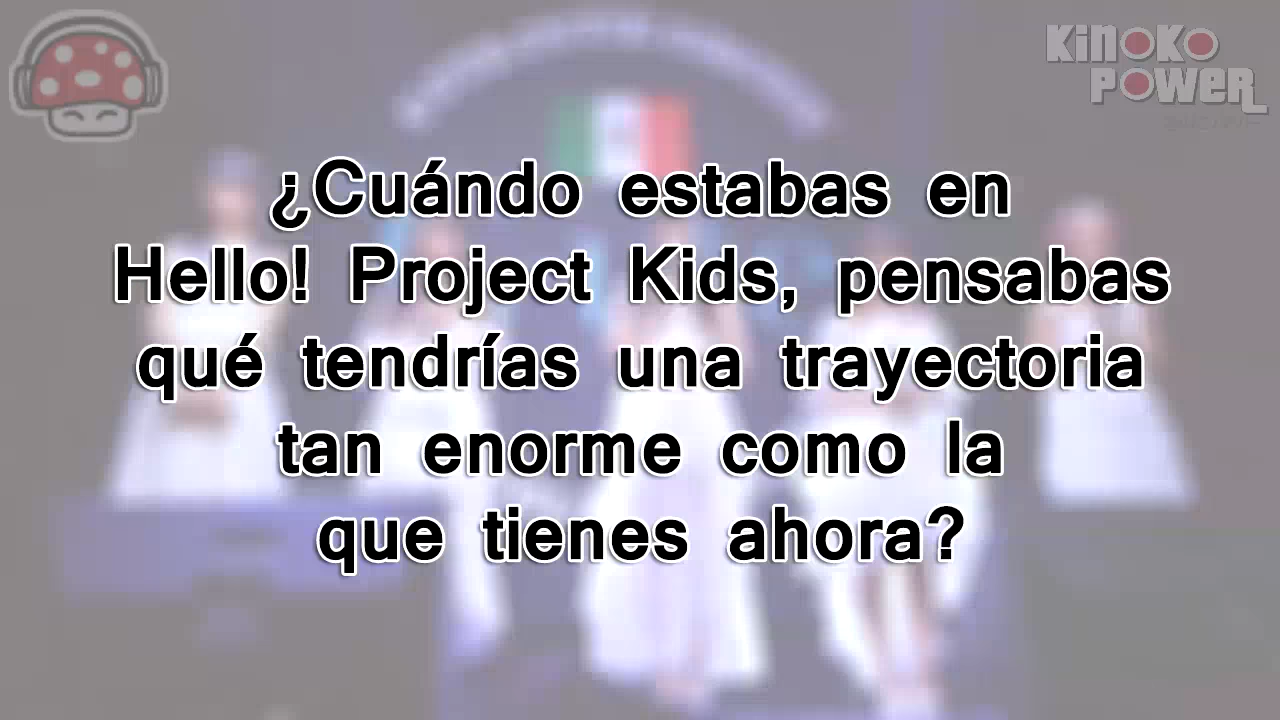 KINOKO
POWER
¿Cuándo estabas en
Hello! Project Kids, pensabas
qué tendrías una trayectoria
tan enorme como la
que tienes ahora?